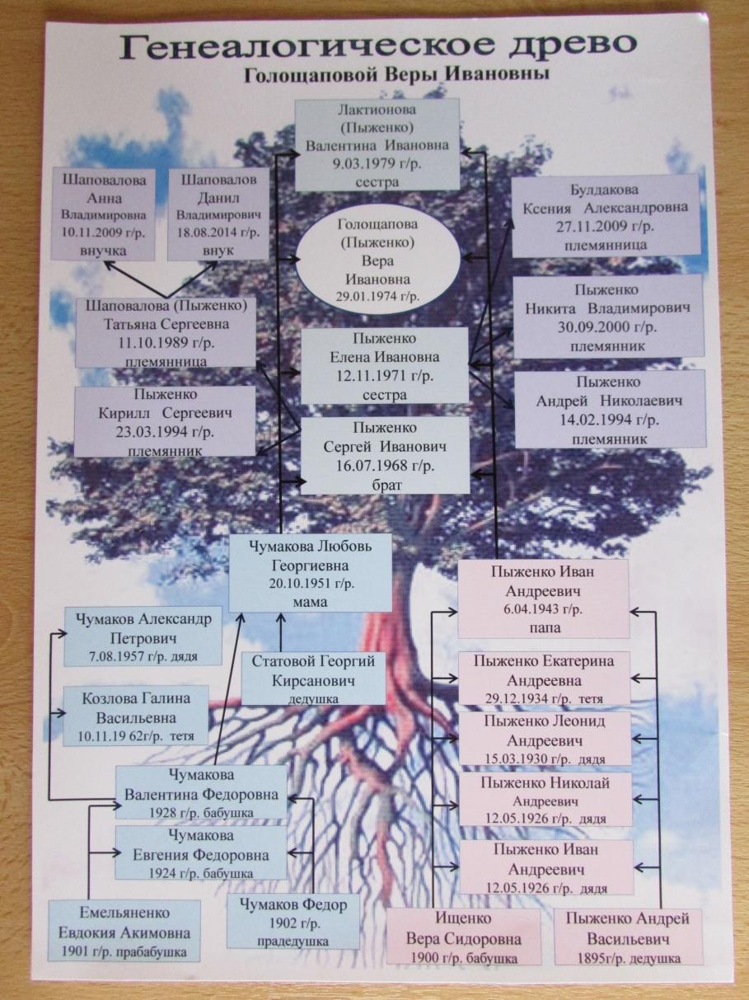 Генеалогическое древо
Голощаповой Веры Ивановны
Лактионова
(Пыженко)
Валентина Ивановна
9.03.1979 г/р.
сестра
Шаповалова
Анна
Владимировна
10.11.2009 г/р.
внучка
Шаповалов
Данил
Владимирович
18.08.2014 г/р.
внук
Голощапова
(Пыженко)
Вера
Ивановна
29.01.1974 г/р.
Булдакова
Ксения Александровна
27.11.2009 г/р.
племянница
Шаповалова (Пыженко)
Татьяна Сергеевна
11.10.1989 г/р.
племянница
Пыженко
Елена Ивановна
12.11.1971 г/р.
сестра
Пыженко
Никита Владимирович
30.09.2000 г/р.
племянник
Пыженко
Кирилл Сергеевич
23.03.1994 г/р.
племянник
Пыженко
Сергей Иванович
16.07.1968 г/р.
брат
Пыженко
Андрей Николаевич
14.02.1994 г/р.
племянник
Чумакова Любовь
Георгиевна
20.10.1951 г/р.
мама
Пыженко Иван
Андреевич
6.04.1943 г/р.
папа
Чумаков Александр
Петрович
7.08.1957 г/р. дядя
Статовой Георгий
Кирсанович
дедушка
Пыженко Екатерина
Андреевна
29.12.1934 г/р. тетя
Козлова Галина
Васильевна
10.11.19 62г/р. тетя
Пыженко Леонид
Андреевич
15.03.1930 г/р. дядя
Чумакова
Валентина Федоровна
1928 г/р. бабушка
Пыженко Николай
Андреевич
12.05.1926 г/р. дядя
Чумакова
Евгения Федоровна
1924 г/р. бабушка
Пыженко Иван
Андреевич
12.05.1926 г/р. дядя
Емельяненко
Евдокия Акимовна
1901 г/р. прабабушка
Чумаков Федор
1902 г/р.
прадедушка
Ищенко
Вера Сидоровна
1900 г/р. бабушка
Пыженко Андрей
Васильевич
1895г/р. дедушка